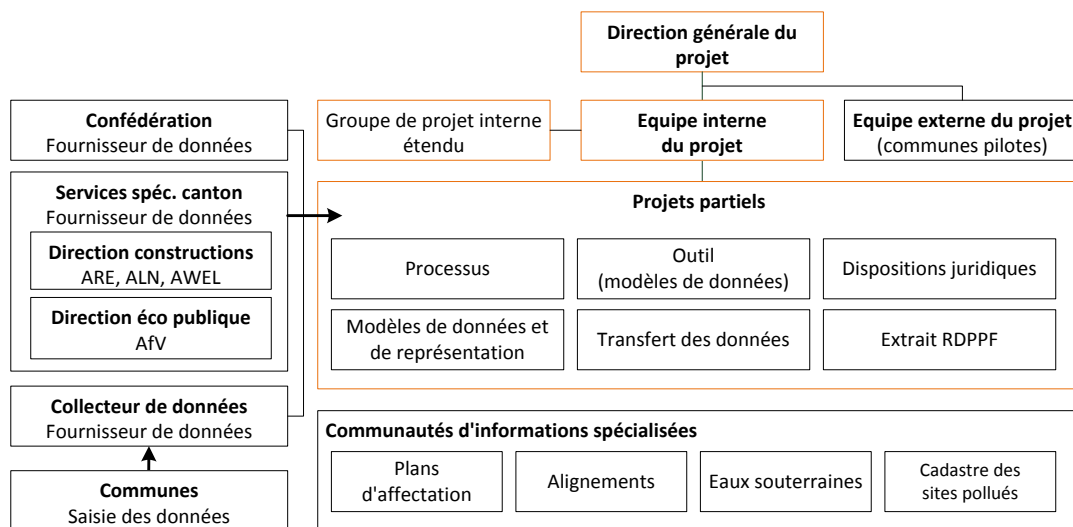 Direction générale du
projet
Confédération
Fournisseur de données
Groupe de projet interne
étendu
Equipe interne
du projet
Equipe externe du projet
(communes pilotes)
Services spéc. canton
Fournisseur de données
Direction constructions
ARE, ALN, AWEL
Direction éco publique
AfV
Projets partiels
Processus
Outil
(modèles de données)
Dispositions juridiques
Modèles de données et
de représentation
Transfert des données
Extrait RDPPF
Collecteur de données
Fournisseur de données
Communes
Saisie des données
Communautés d'informations spécialisées
Plans
d'affectation
Alignements
Eaux souterraines
Cadastre des
sites pollués